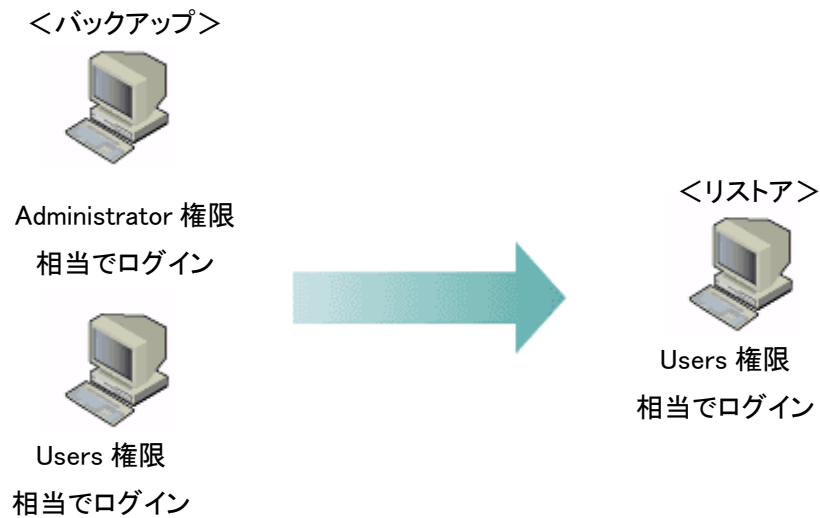 ＜バックアップ＞
Administrator 権限
相当でログイン
Users 権限
相当でログイン
＜リストア＞
Users 権限
相当でログイン